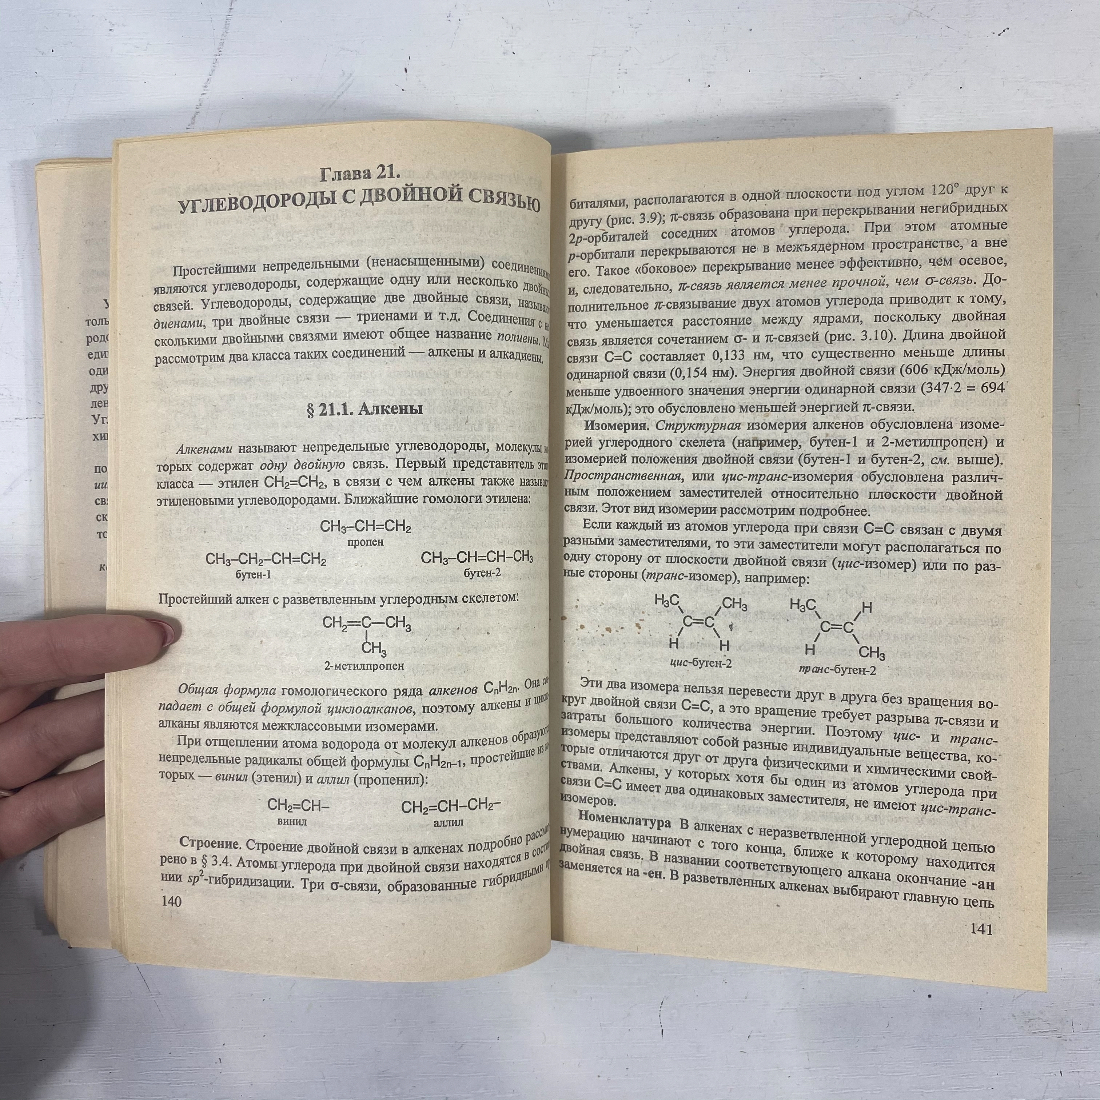 Глава 21.
УГЛЕВОДОРОДЫ С ДВОЙНОЙ СВЯЗЬЮ
Простейшими непредельными (ненасыщенными)
являются углеводороды, содержащие одну или несколько
связей. Углеводороды, содержащие две двойные связи,
диенами, три двойные связи — триенами и т.д. Соединения с
сколькими двойными связями имеют общее название полиены.
рассмотрим два класса таких соединений — алкены и алкадиены.
§ 21.1. Алкены
Алкенами называют непредельные углеводороды, молекулы
торых содержат одну двойную связь. Первый представитель
класса — этилен CH₂=CH₂, в связи с чем алкены также
этиленовыми углеводородами. Ближайшие гомологи этилена:
CH₃–CH=CH₂
пропен
CH₃–CH₂–CH=CH₂ CH₃–CH=CH–CH₃
бутен-1 бутен-2
Простейший алкен с разветвленным углеродным скелетом:
CH₂=C–CH₃
CH₃
2-метилпропен
Общая формула гомологического ряда алкенов CₙH₂ₙ. Она
падает с общей формулой циклоалканов, поэтому алкены и
алканы являются межклассовыми изомерами.
При отщеплении атома водорода от молекул алкенов
непредельные радикалы общей формулы CₙH₂ₙ₋₁, простейшие из
торых — винил (этенил) и аллил (пропенил):
CH₂=CH– CH₂=CH–CH₂–
винил аллил
Строение. Строение двойной связи в алкенах подробно
рено в § 3.4. Атомы углерода при двойной связи находятся в
нии sp²-гибридизации. Три σ-связи, образованные гибридными
140
биталями, располагаются в одной плоскости под углом 120° друг к
другу (рис. 3.9); π-связь образована при перекрывании негибридных
2p-орбиталей соседних атомов углерода. При этом атомные
p-орбитали перекрываются не в межъядерном пространстве, а вне
его. Такое «боковое» перекрывание менее эффективно, чем осевое,
и, следовательно, π-связь является менее прочной, чем σ-связь. До-
полнительное π-связывание двух атомов углерода приводит к тому,
что уменьшается расстояние между ядрами, поскольку двойная
связь является сочетанием σ- и π-связей (рис. 3.10). Длина двойной
связи C=C составляет 0,133 нм, что существенно меньше длины
одинарной связи (0,154 нм). Энергия двойной связи (606 кДж/моль)
меньше удвоенного значения энергии одинарной связи (347·2 = 694
кДж/моль); это обусловлено меньшей энергией π-связи.
Изомерия. Структурная изомерия алкенов обусловлена изоме-
рией углеродного скелета (например, бутен-1 и 2-метилпропен) и
изомерией положения двойной связи (бутен-1 и бутен-2, см. выше).
Пространственная, или цис-транс-изомерия обусловлена различ-
ным положением заместителей относительно плоскости двойной
связи. Этот вид изомерии рассмотрим подробнее.
Если каждый из атомов углерода при связи C=C связан с двумя
разными заместителями, то эти заместители могут располагаться по
одну сторону от плоскости двойной связи (цис-изомер) или по раз-
ные стороны (транс-изомер), например:
H₃C CH₃ H₃C H
C=C C=C
H H H CH₃
цис-бутен-2 транс-бутен-2
Эти два изомера нельзя перевести друг в друга без вращения во-
круг двойной связи C=C, а это вращение требует разрыва π-связи и
затраты большого количества энергии. Поэтому цис- и транс-
изомеры представляют собой разные индивидуальные вещества, ко-
торые отличаются друг от друга физическими и химическими свой-
ствами. Алкены, у которых хотя бы один из атомов углерода при
связи C=C имеет два одинаковых заместителя, не имеют цис-транс-
изомеров.
Номенклатура В алкенах с неразветвленной углеродной цепью
нумерацию начинают с того конца, ближе к которому находится
двойная связь. В названии соответствующего алкана окончание -ан
заменяется на -ен. В разветвленных алкенах выбирают главную цепь
141